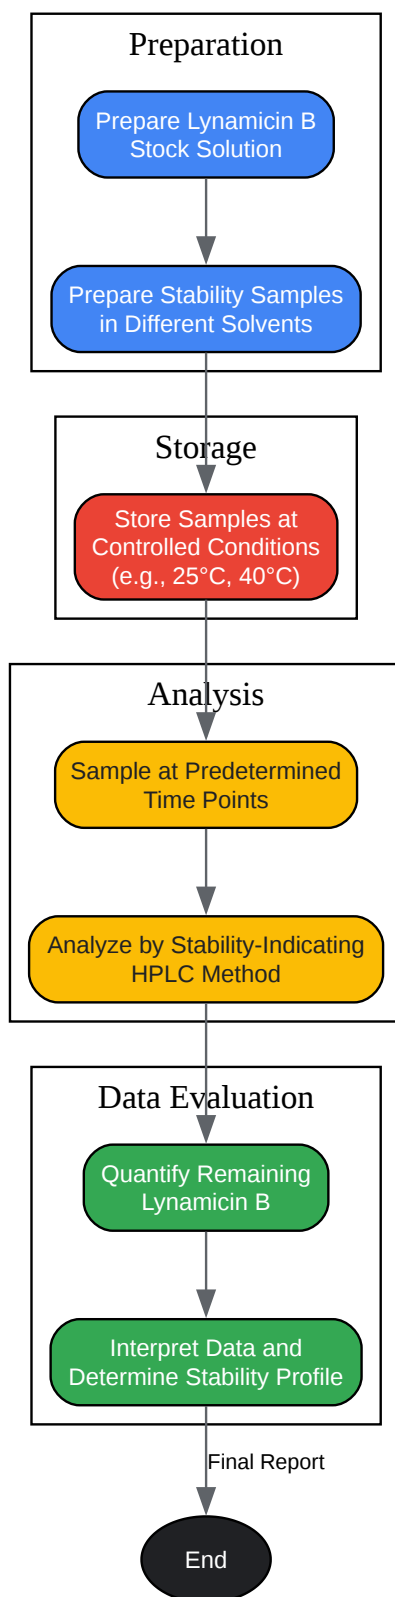 Preparation
Prepare Lynamicin B
Stock Solution
Prepare Stability Samples
in Different Solvents
Storage
Store Samples at
Controlled Conditions
(e.g., 25°C, 40°C)
Analysis
Sample at Predetermined
Time Points
Analyze by Stability-Indicating
HPLC Method
Data Evaluation
Quantify Remaining
Lynamicin B
Interpret Data and
Determine Stability Profile
Final Report
End